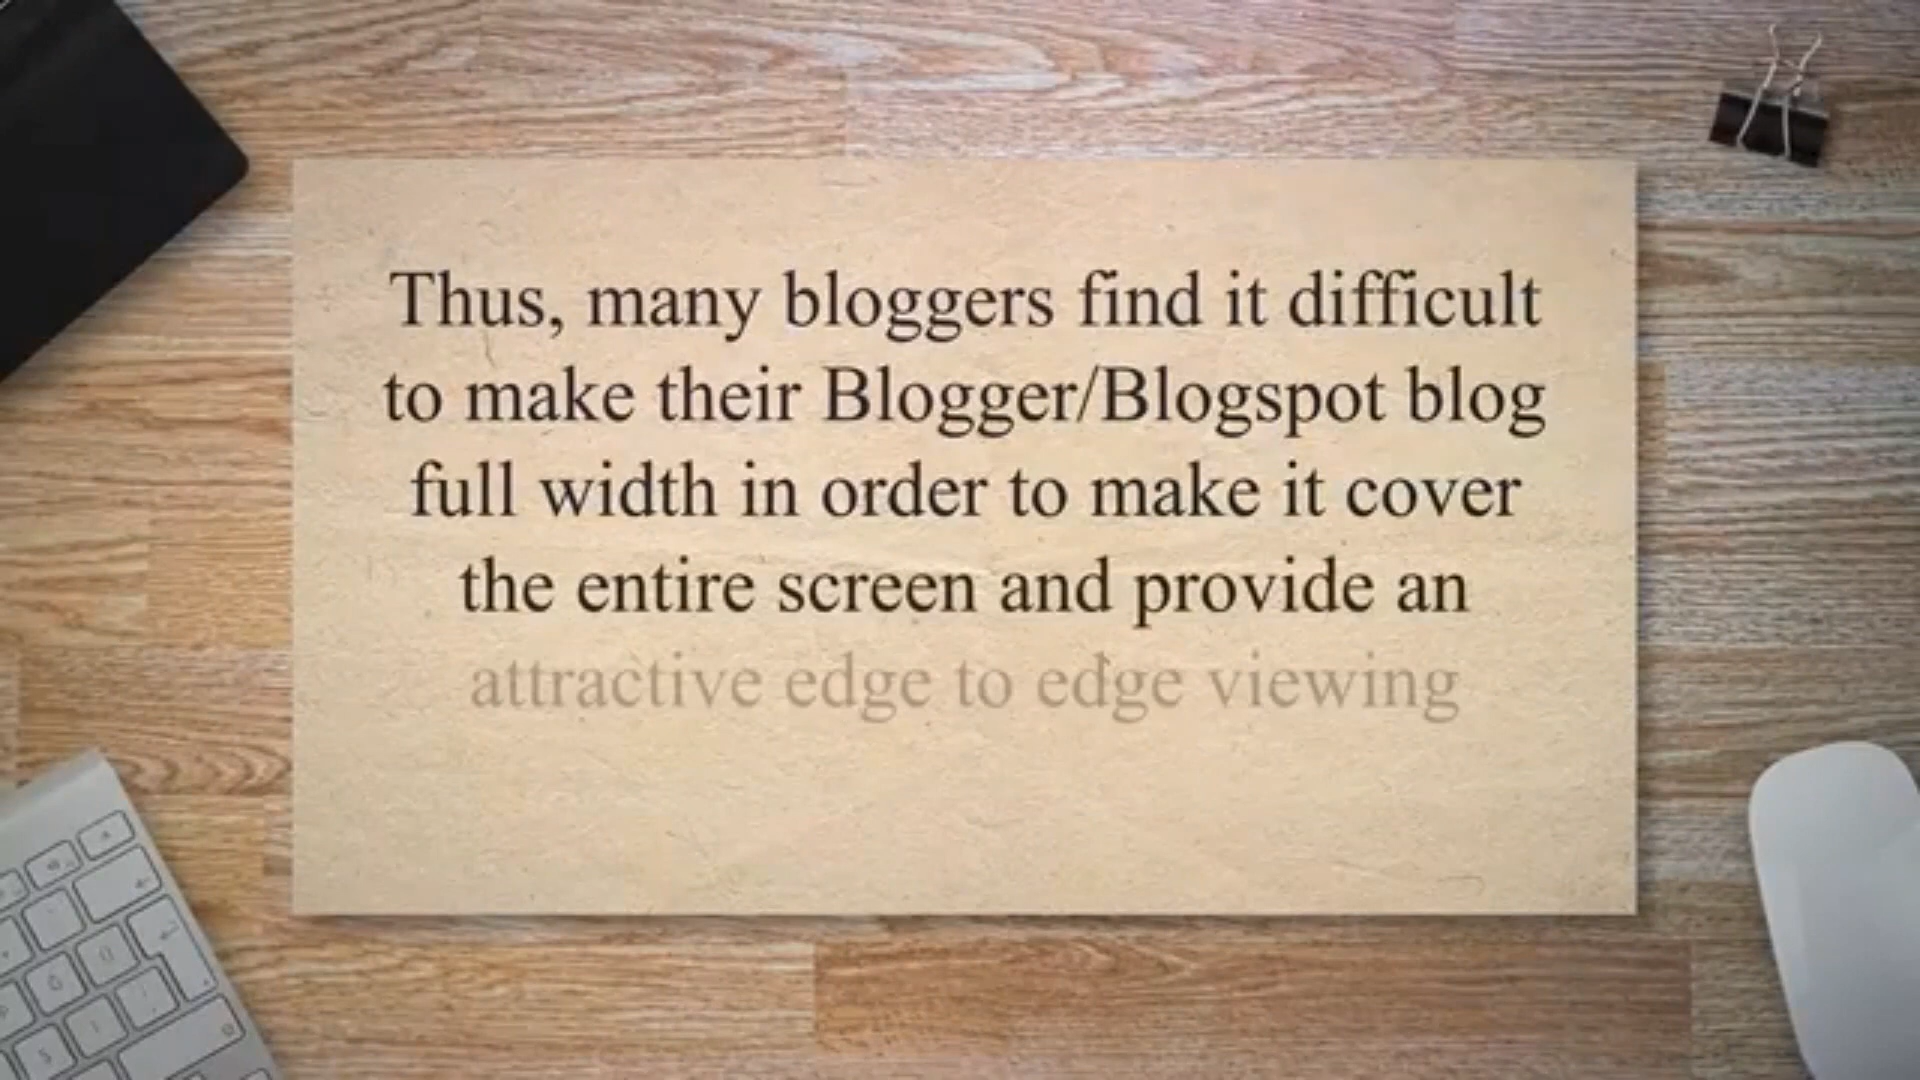 Thus, many bloggers find it difficult
to make their Blogger/Blogspot blog
full width in order to make it cover
the entire screen and provide an
attractive edge to edge viewing